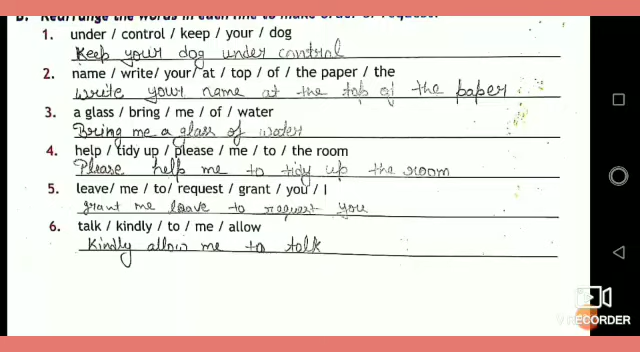 B. Rearrange the words in each line to make order or request.
1. under / control / keep / your / dog
Keep your dog under control
2. name / write/ your/ at / top / of / the paper / the
Write your name at the top of the paper
3. a glass / bring / me / of / water
Bring me a glass of water
4. help / tidy up / please / me / to / the room
Please help me to tidy up the room
5. leave/ me / to/ request / grant / you / I
grant me leave to request you
6. talk / kindly / to / me / allow
Kindly allow me to talk
RECORDER